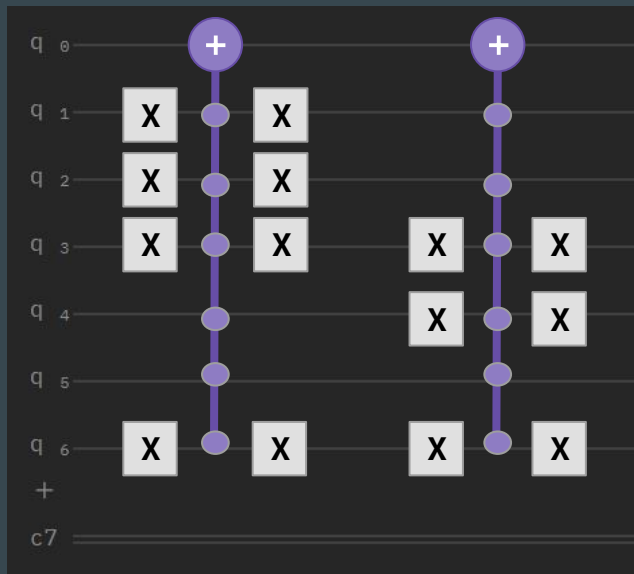 q 0 + +
q 1 X X
q 2 X X
q 3 X X X X
q 4 X X
q 5
q 6 X X X X
+
c7